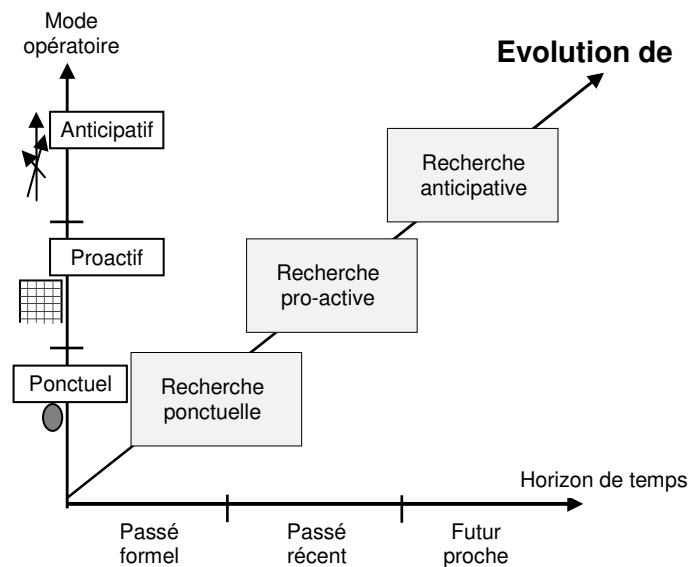 Mode
opératoire
Evolution de
Anticipatif
Recherche
anticipative
Proactif
Recherche
pro-active
Ponctuel
Recherche
ponctuelle
Horizon de temps
Passé
formel
Passé
récent
Futur
proche